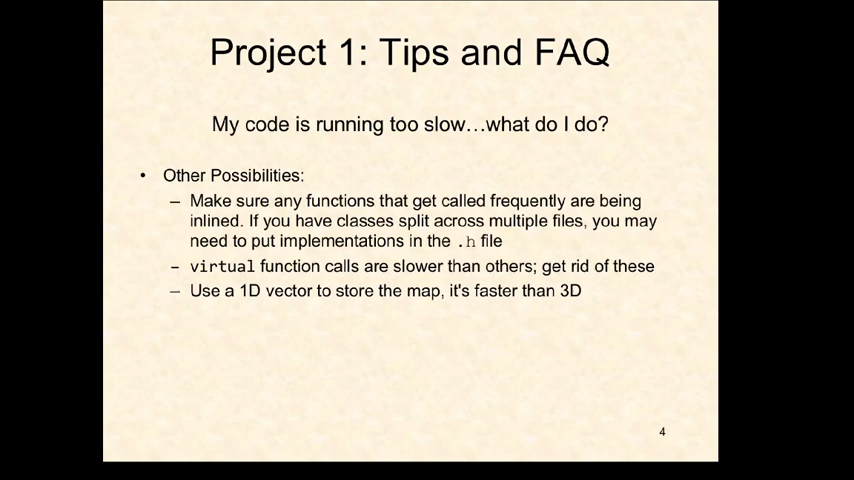 Project 1: Tips and FAQ
My code is running too slow…what do I do?
• Other Possibilities:
– Make sure any functions that get called frequently are being
inlined. If you have classes split across multiple files, you may
need to put implementations in the .h file
– virtual function calls are slower than others; get rid of these
– Use a 1D vector to store the map, it's faster than 3D
4